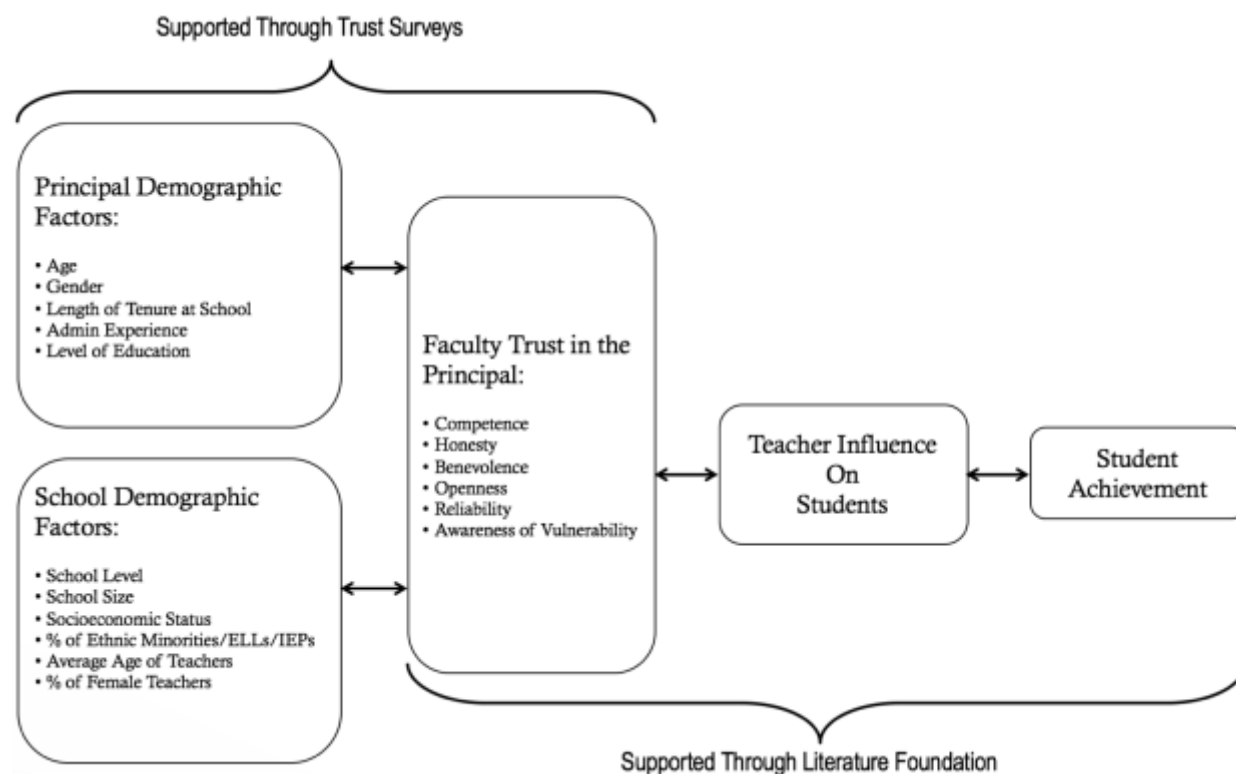 Supported Through Trust Surveys
Principal Demographic
Factors:
• Age
• Gender
• Length of Tenure at School
• Admin Experience
• Level of Education
School Demographic
Factors:
• School Level
• School Size
• Socioeconomic Status
• % of Ethnic Minorities/ELLs/IEPs
• Average Age of Teachers
• % of Female Teachers
Faculty Trust in the
Principal:
• Competence
• Honesty
• Benevolence
• Openness
• Reliability
• Awareness of Vulnerability
Teacher Influence
On
Students
Student
Achievement
Supported Through Literature Foundation